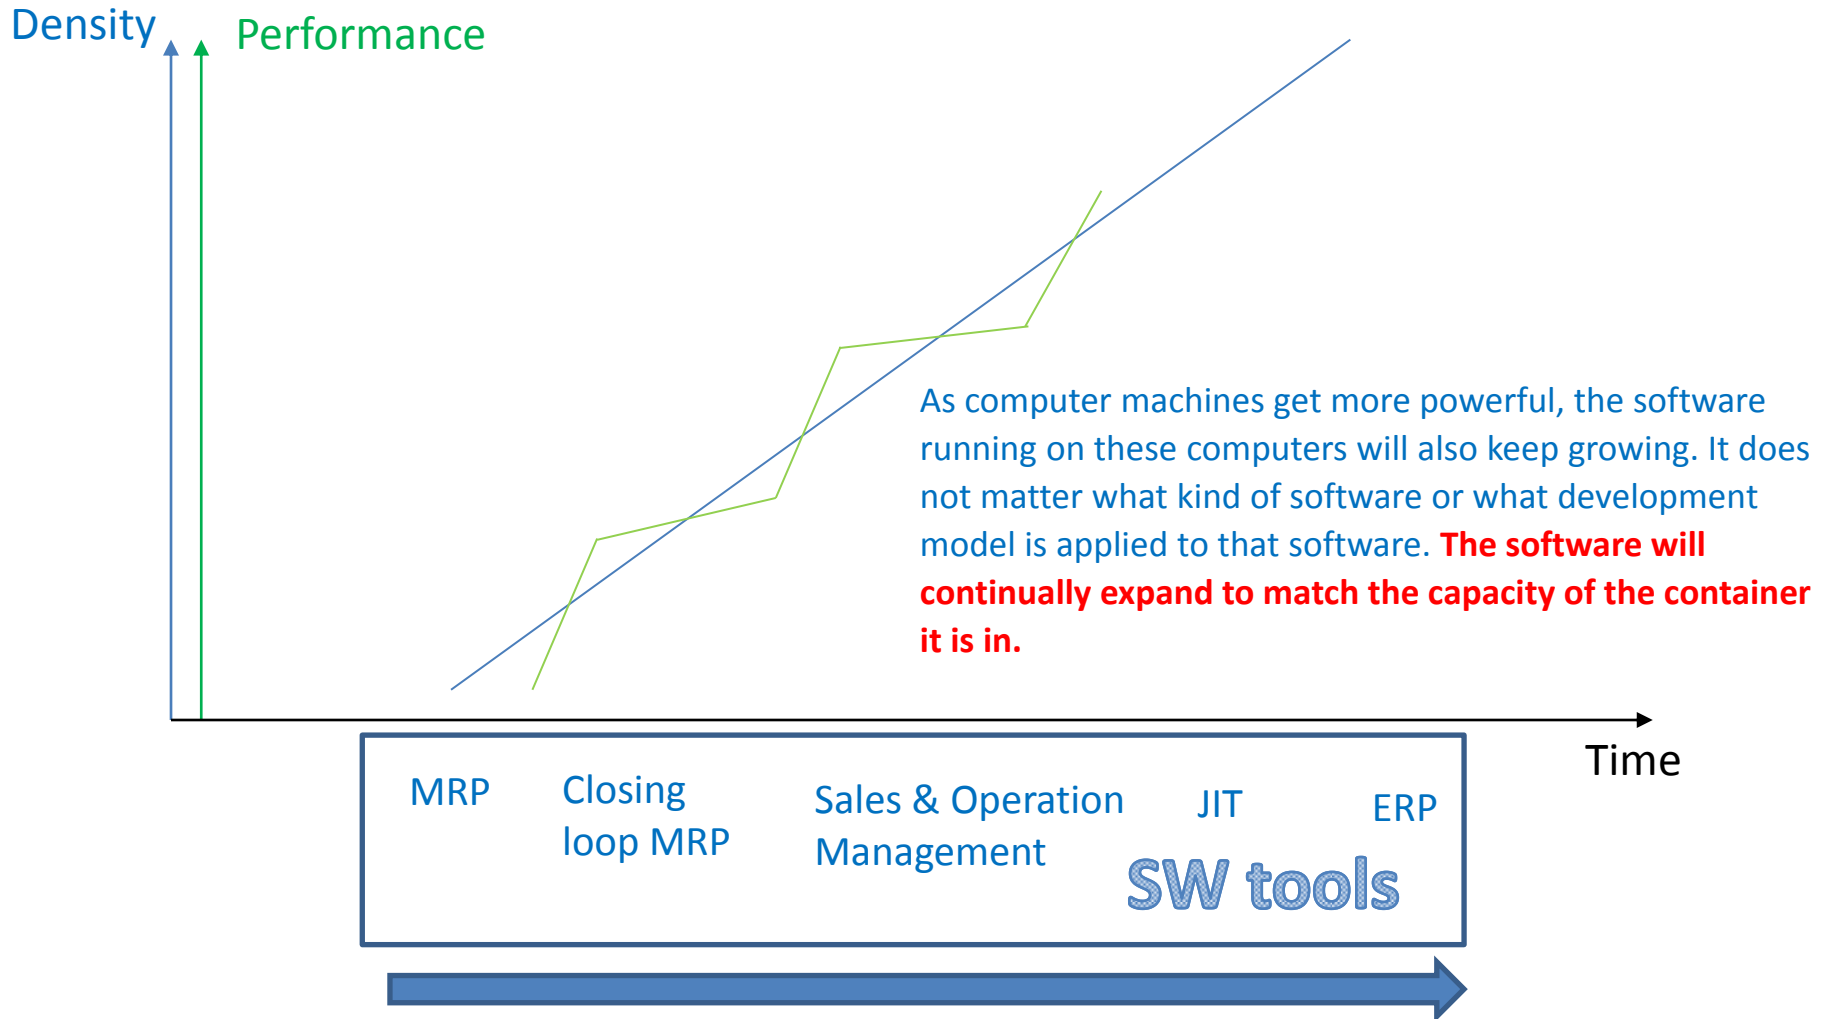 Density
Performance
As computer machines get more powerful, the software
running on these computers will also keep growing. It does
not matter what kind of software or what development
model is applied to that software. The software will
continually expand to match the capacity of the container
it is in.
Time
MRP
Closing
loop MRP
Sales & Operation
Management
JIT
ERP
SW tools